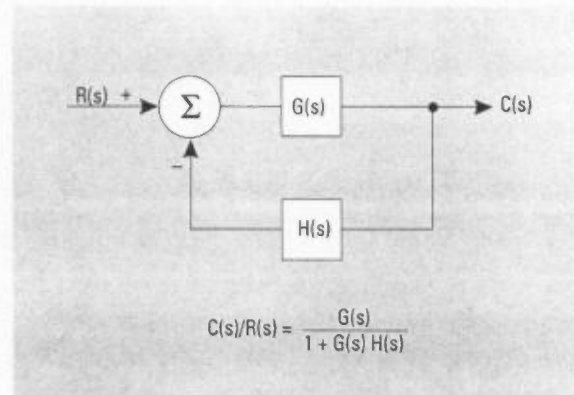 R(s) +
Σ
G(s)
C(s)
−
H(s)
C(s)/R(s) = G(s)
1 + G(s) H(s)